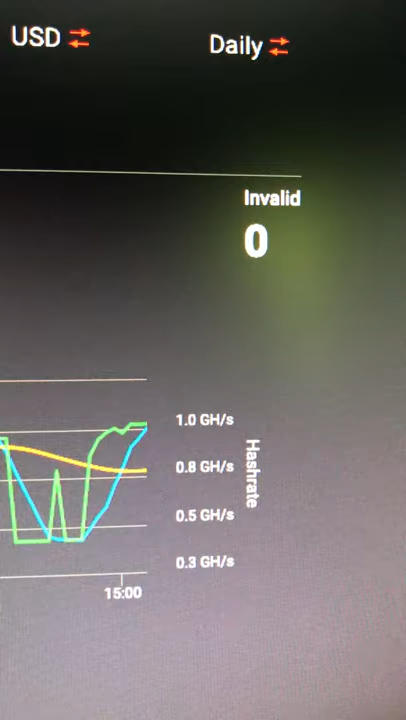 USD
Daily
Invalid
0
1.0 GH/s
0.8 GH/s
0.5 GH/s
0.3 GH/s
Hashrate
15:00